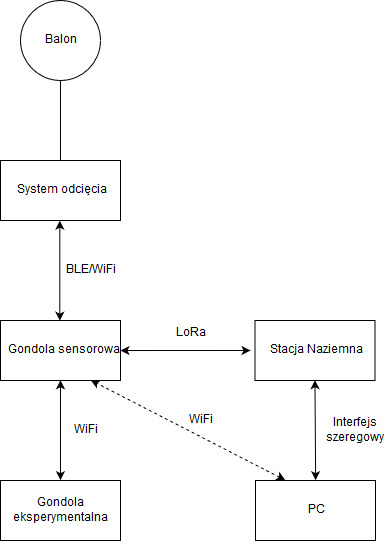 Balon
System odcięcia
BLE/WiFi
Gondola sensorowa
LoRa
Stacja Naziemna
WiFi
WiFi
Interfejs
szeregowy
Gondola
eksperymentalna
PC